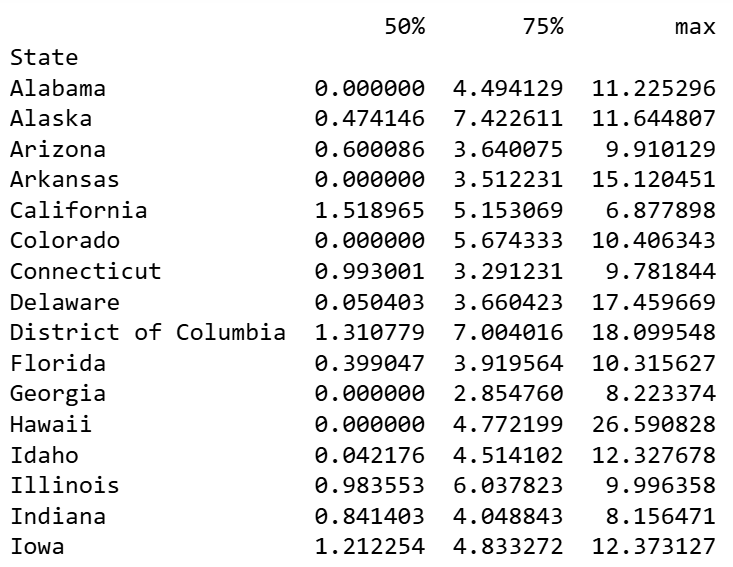 50% 75% max
State
Alabama 0.000000 4.494129 11.225296
Alaska 0.474146 7.422611 11.644807
Arizona 0.600086 3.640075 9.910129
Arkansas 0.000000 3.512231 15.120451
California 1.518965 5.153069 6.877898
Colorado 0.000000 5.674333 10.406343
Connecticut 0.993001 3.291231 9.781844
Delaware 0.050403 3.660423 17.459669
District of Columbia 1.310779 7.004016 18.099548
Florida 0.399047 3.919564 10.315627
Georgia 0.000000 2.854760 8.223374
Hawaii 0.000000 4.772199 26.590828
Idaho 0.042176 4.514102 12.327678
Illinois 0.983553 6.037823 9.996358
Indiana 0.841403 4.048843 8.156471
Iowa 1.212254 4.833272 12.373127